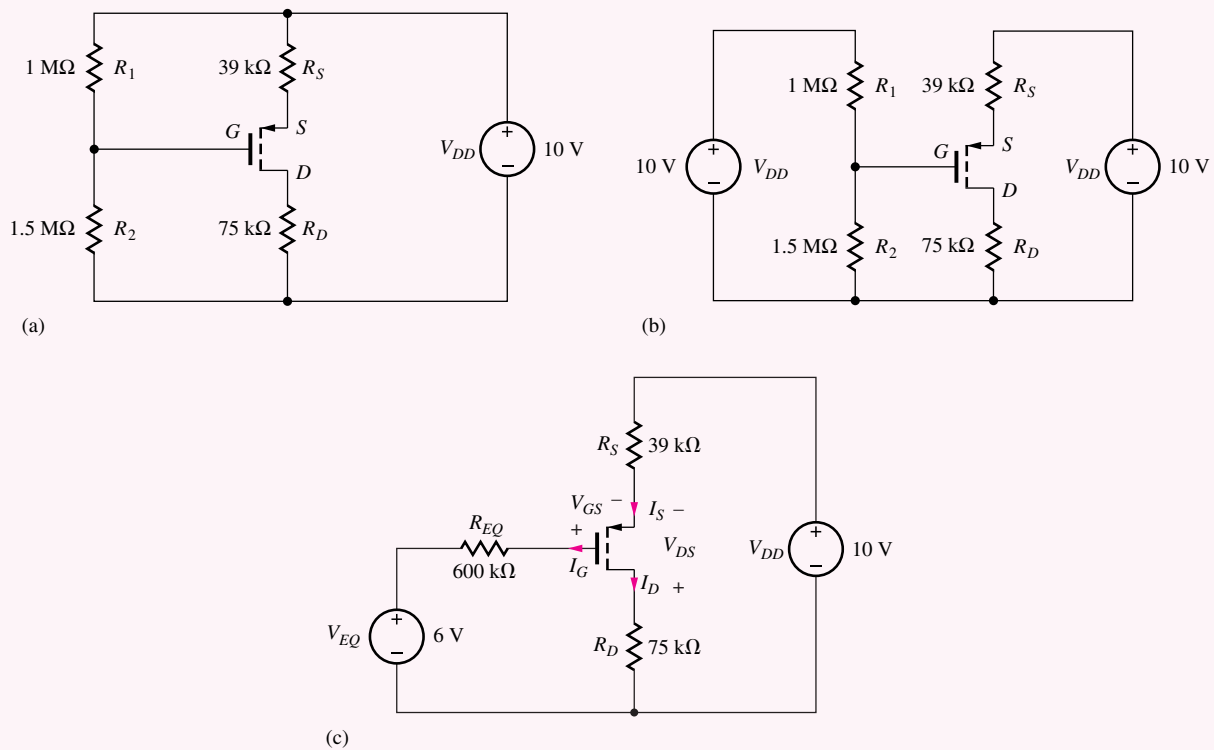 1 MΩ R1 39 kΩ RS
G S
VDD + − 10 V
D
1.5 MΩ R2 75 kΩ RD
(a)
1 MΩ R1 39 kΩ RS
G S
10 V + − VDD VDD + − 10 V
D
1.5 MΩ R2 75 kΩ RD
(b)
RS 39 kΩ
VGS − IS −
REQ +
VDS VDD + − 10 V
600 kΩ IG ID +
VEQ + − 6 V RD 75 kΩ
(c)